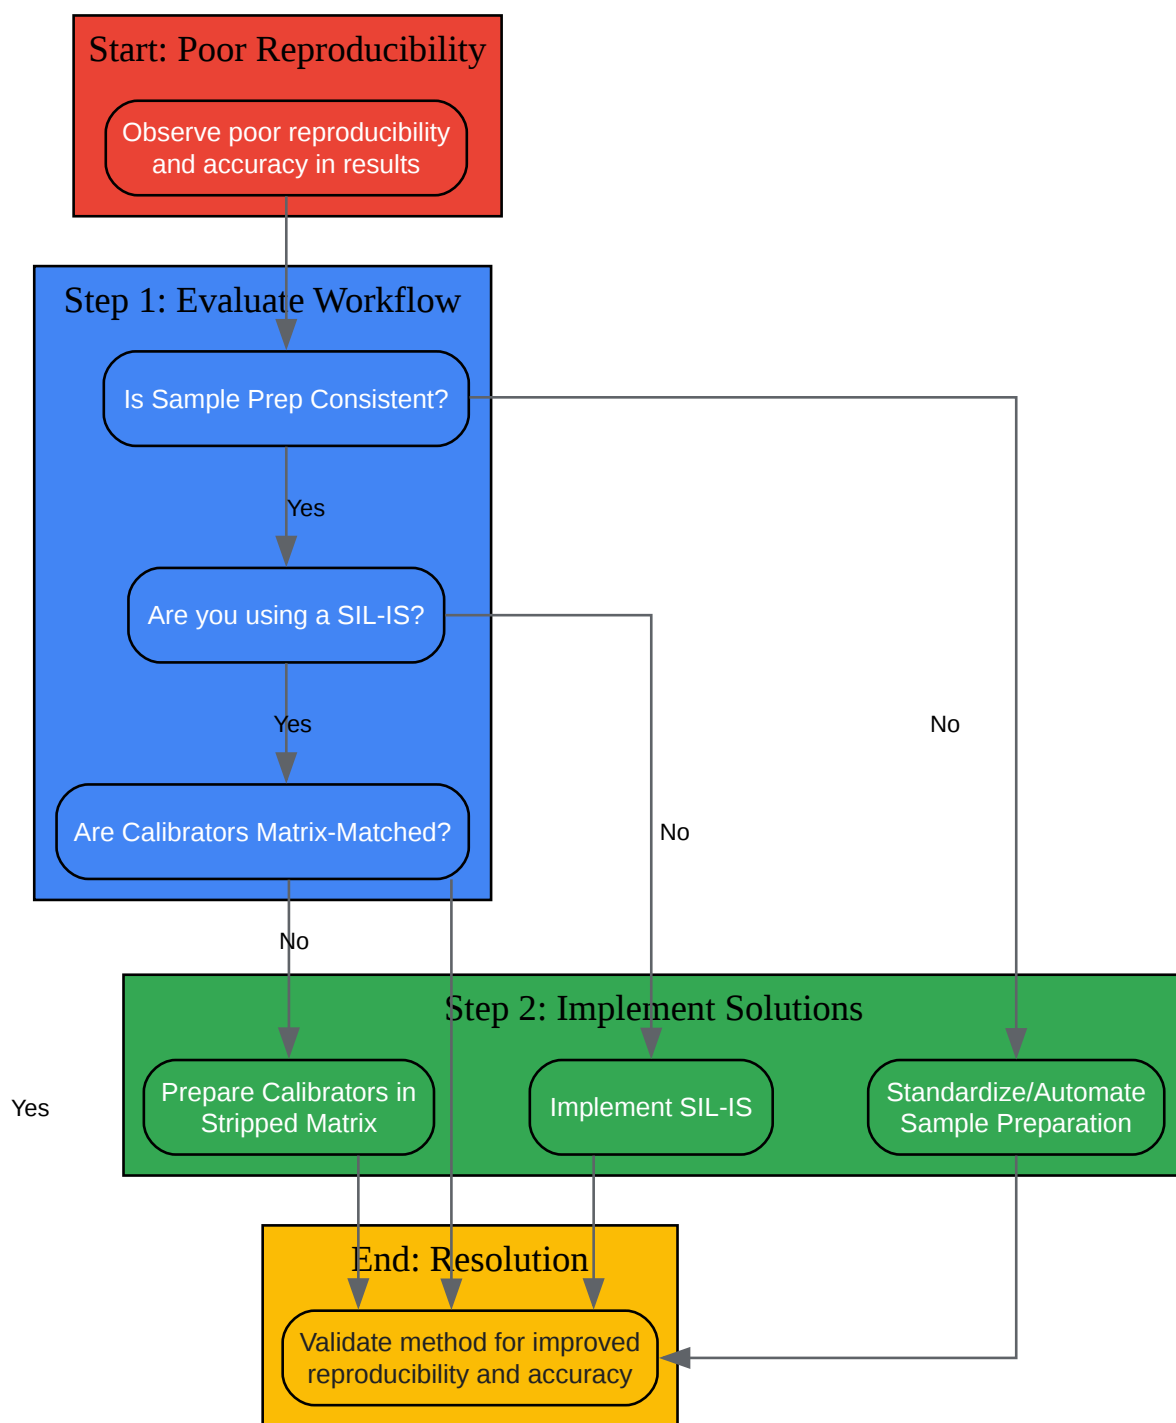 Start: Poor Reproducibility
Observe poor reproducibility
and accuracy in results
Step 1: Evaluate Workflow
Is Sample Prep Consistent?
Yes
Are you using a SIL-IS?
Yes
No
Are Calibrators Matrix-Matched?
No
No
Step 2: Implement Solutions
Prepare Calibrators in
Stripped Matrix
Implement SIL-IS
Standardize/Automate
Sample Preparation
Yes
End: Resolution
Validate method for improved
reproducibility and accuracy